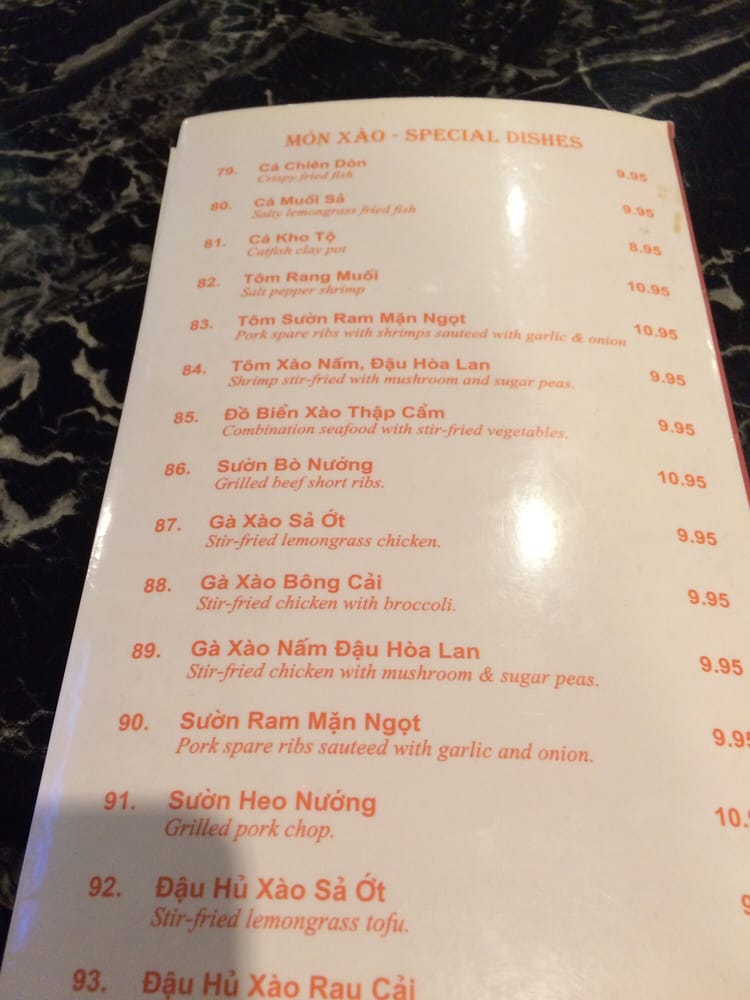 MÓN XÀO - SPECIAL DISHES
79. Cá Chiên Dòn 9.95
Crispy fried fish
80. Cá Muối Sả 9.95
Salty lemongrass fried fish
81. Cá Kho Tộ 8.95
Catfish clay pot
82. Tôm Rang Muối 10.95
Salt pepper shrimp
83. Tôm Sườn Ram Mặn Ngọt 10.95
Pork spare ribs with shrimps sauteed with garlic & onion
84. Tôm Xào Nấm, Đậu Hòa Lan 9.95
Shrimp stir-fried with mushroom and sugar peas.
85. Đồ Biển Xào Thập Cẩm 9.95
Combination seafood with stir-fried vegetables.
86. Sườn Bò Nướng 10.95
Grilled beef short ribs.
87. Gà Xào Sả Ớt 9.95
Stir-fried lemongrass chicken.
88. Gà Xào Bông Cải 9.95
Stir-fried chicken with broccoli.
89. Gà Xào Nấm Đậu Hòa Lan 9.95
Stir-fried chicken with mushroom & sugar peas.
90. Sườn Ram Mặn Ngọt 9.95
Pork spare ribs sauteed with garlic and onion.
91. Sườn Heo Nướng 10.
Grilled pork chop.
92. Đậu Hủ Xào Sả Ớt 9
Stir-fried lemongrass tofu.
93. Đậu Hủ Xào Rau Cải